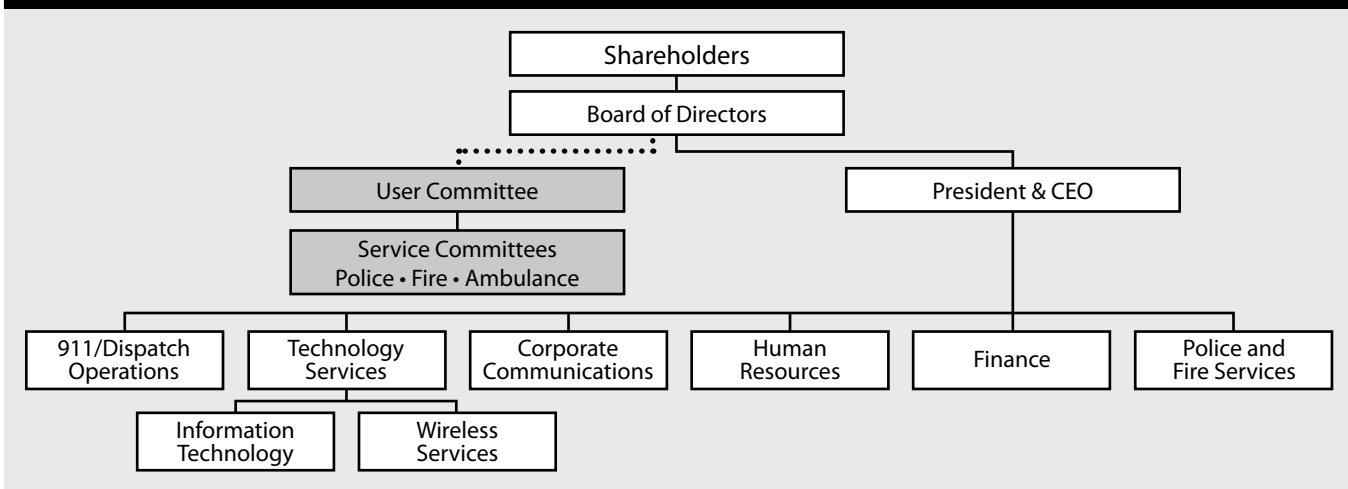 Shareholders
Board of Directors
User Committee
President & CEO
Service Committees
Police • Fire • Ambulance
911/Dispatch
Operations
Technology
Services
Corporate
Communications
Human
Resources
Finance
Police and
Fire Services
Information
Technology
Wireless
Services